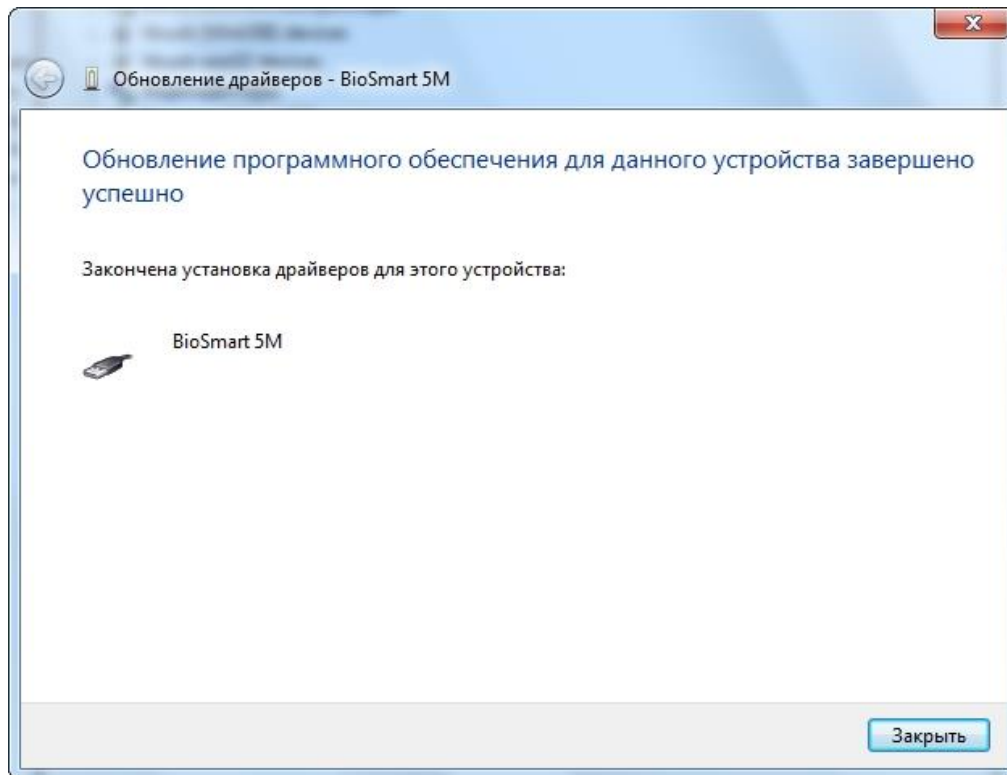 Обновление драйверов - BioSmart 5M
Обновление программного обеспечения для данного устройства завершено
успешно
Закончена установка драйверов для этого устройства:
BioSmart 5M
Закрыть